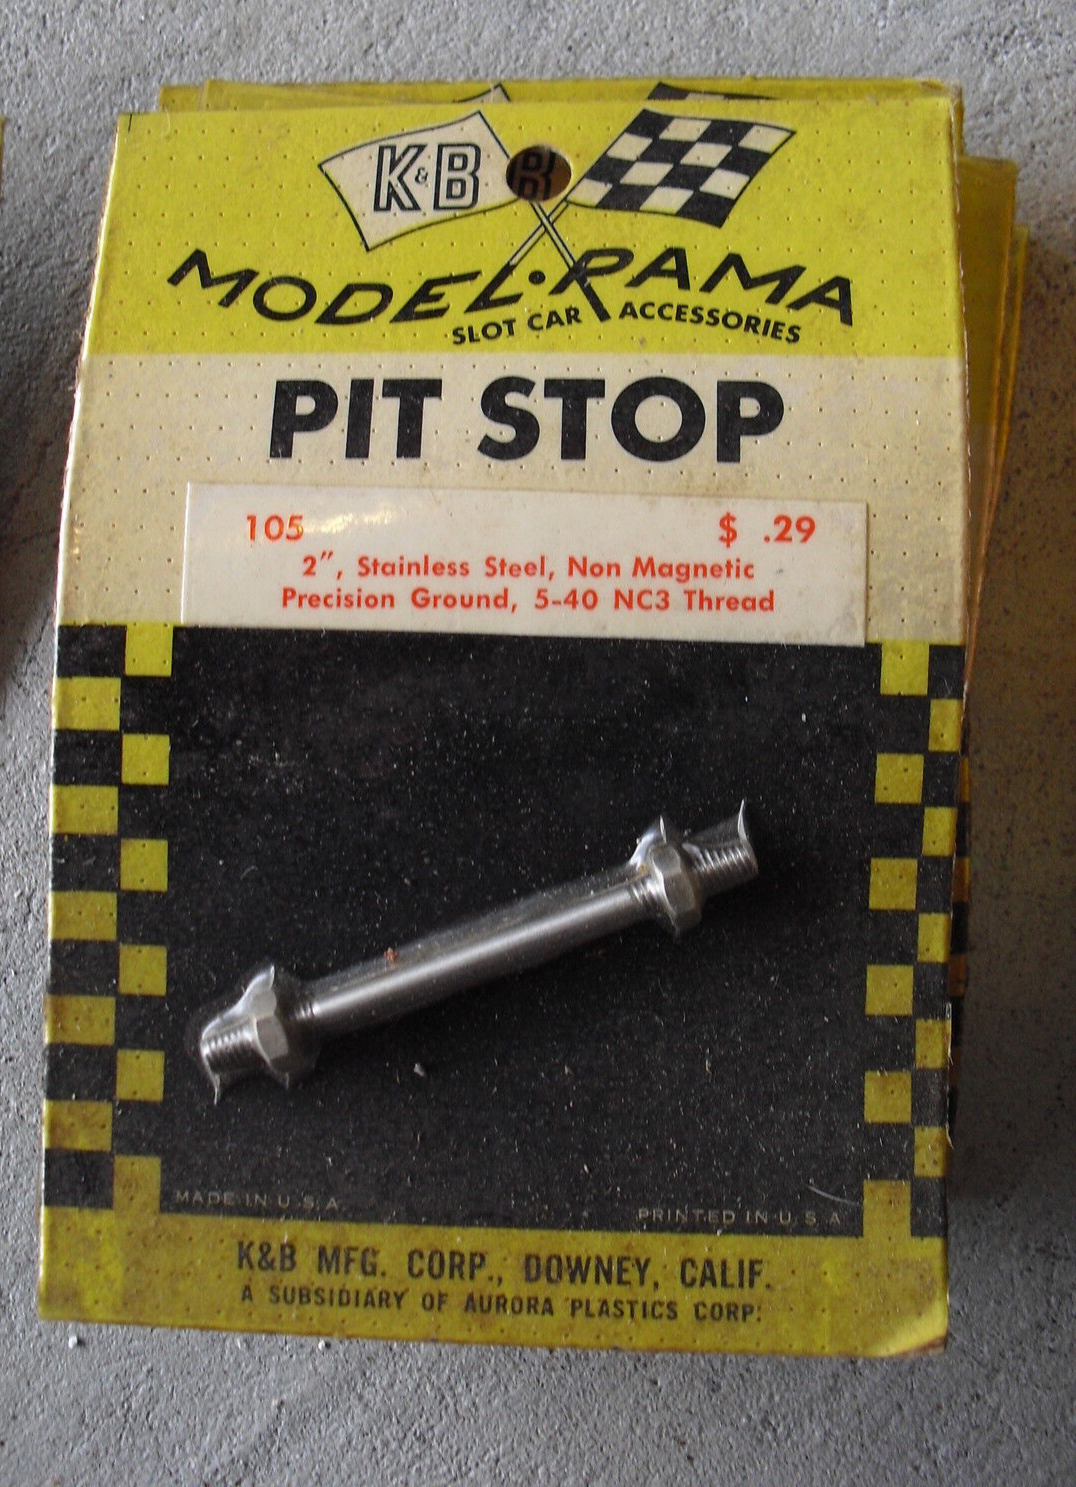 K&B
MODEL·RAMA
SLOT CAR ACCESSORIES
PIT STOP
105 $ .29
2", Stainless Steel, Non Magnetic
Precision Ground, 5-40 NC3 Thread
MADE IN U.S.A.
PRINTED IN U.S.A.
K&B MFG. CORP., DOWNEY, CALIF.
A SUBSIDIARY OF AURORA PLASTICS CORP.